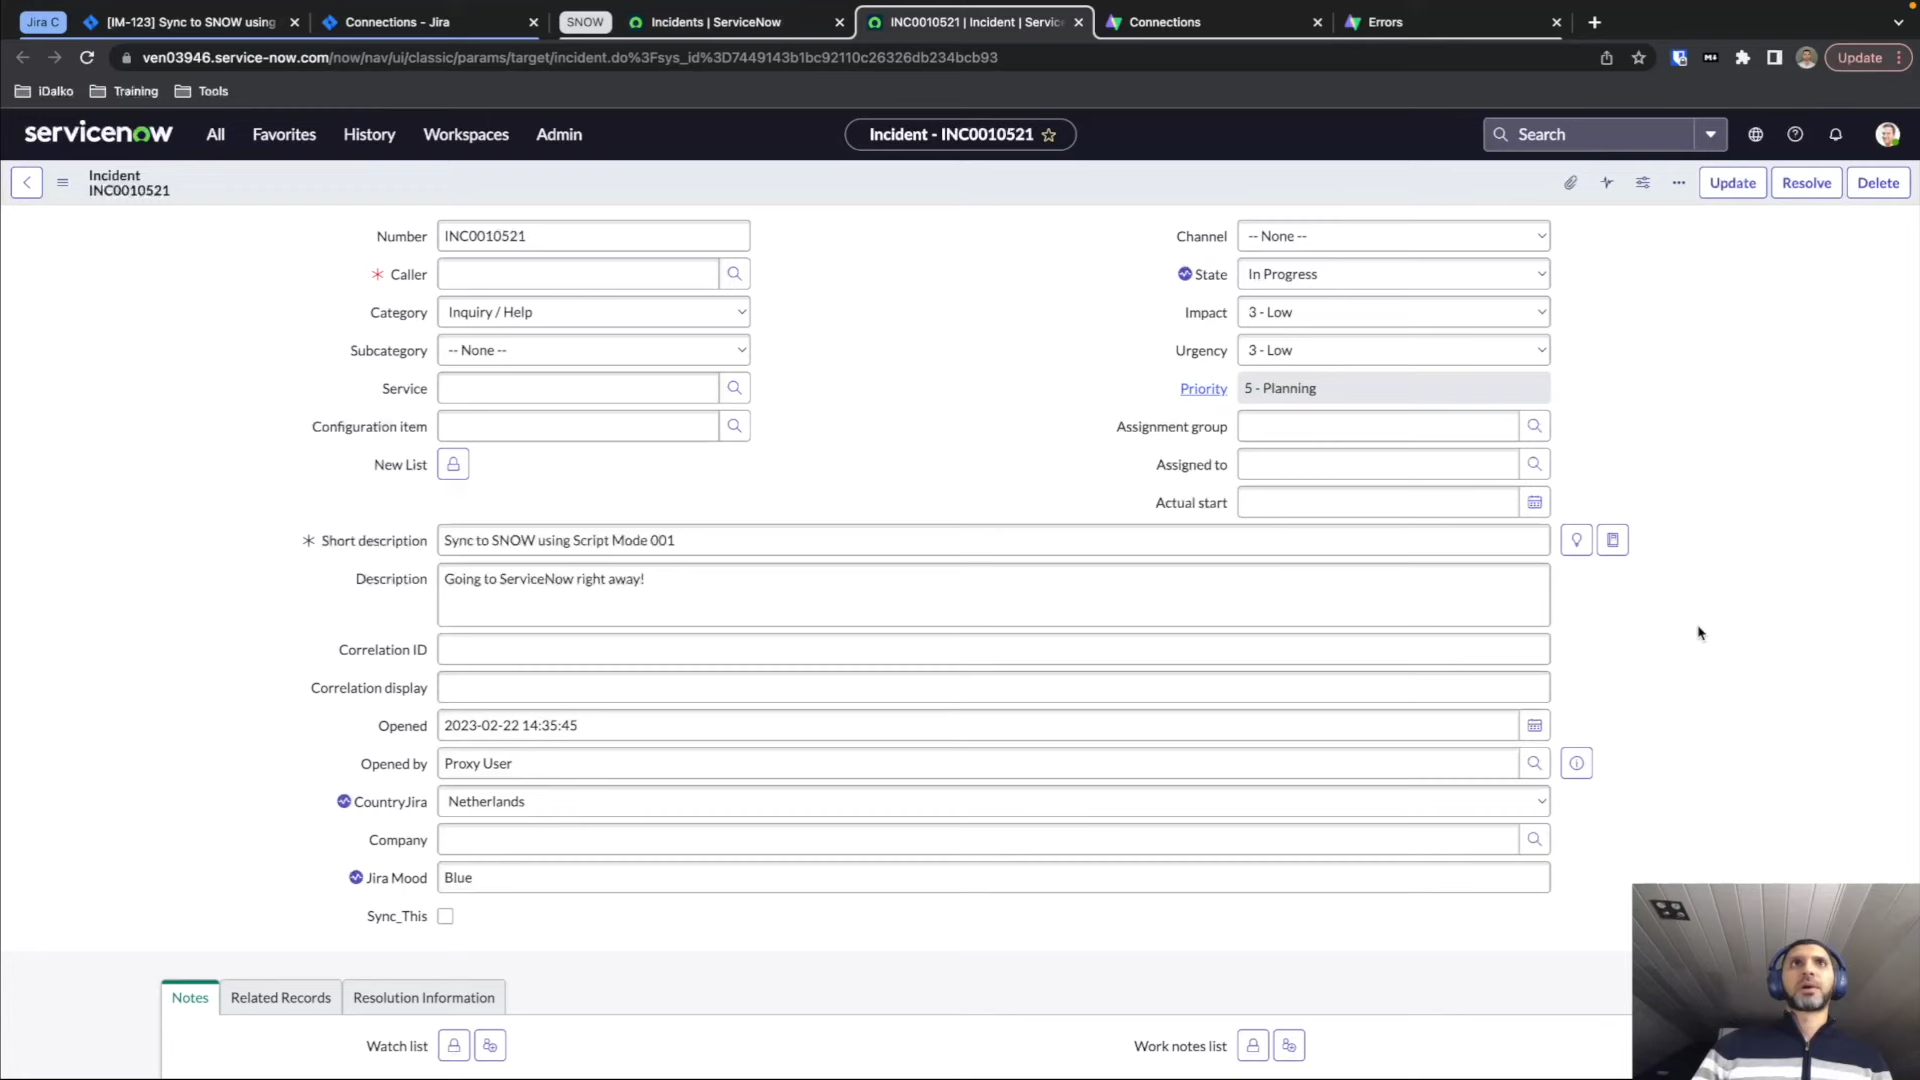 Jira C
[IM-123] Sync to SNOW using
Connections - Jira
SNOW
Incidents | ServiceNow
INC0010521 | Incident | Service
Connections
Errors
ven03946.service-now.com/now/nav/ui/classic/params/target/incident.do%3Fsys_id%3D7449143b1bc92110c26326db234bcb93
Update
iDalko
Training
Tools
servicenow
All
Favorites
History
Workspaces
Admin
Incident - INC0010521
Search
Incident
INC0010521
Update
Resolve
Delete
Number INC0010521
Channel -- None --
Caller
State In Progress
Category Inquiry / Help
Impact 3 - Low
Subcategory -- None --
Urgency 3 - Low
Service
Priority 5 - Planning
Configuration item
Assignment group
New List
Assigned to
Actual start
Short description Sync to SNOW using Script Mode 001
Description Going to ServiceNow right away!
Correlation ID
Correlation display
Opened 2023-02-22 14:35:45
Opened by Proxy User
CountryJira Netherlands
Company
Jira Mood Blue
Sync_This
Notes
Related Records
Resolution Information
Watch list
Work notes list